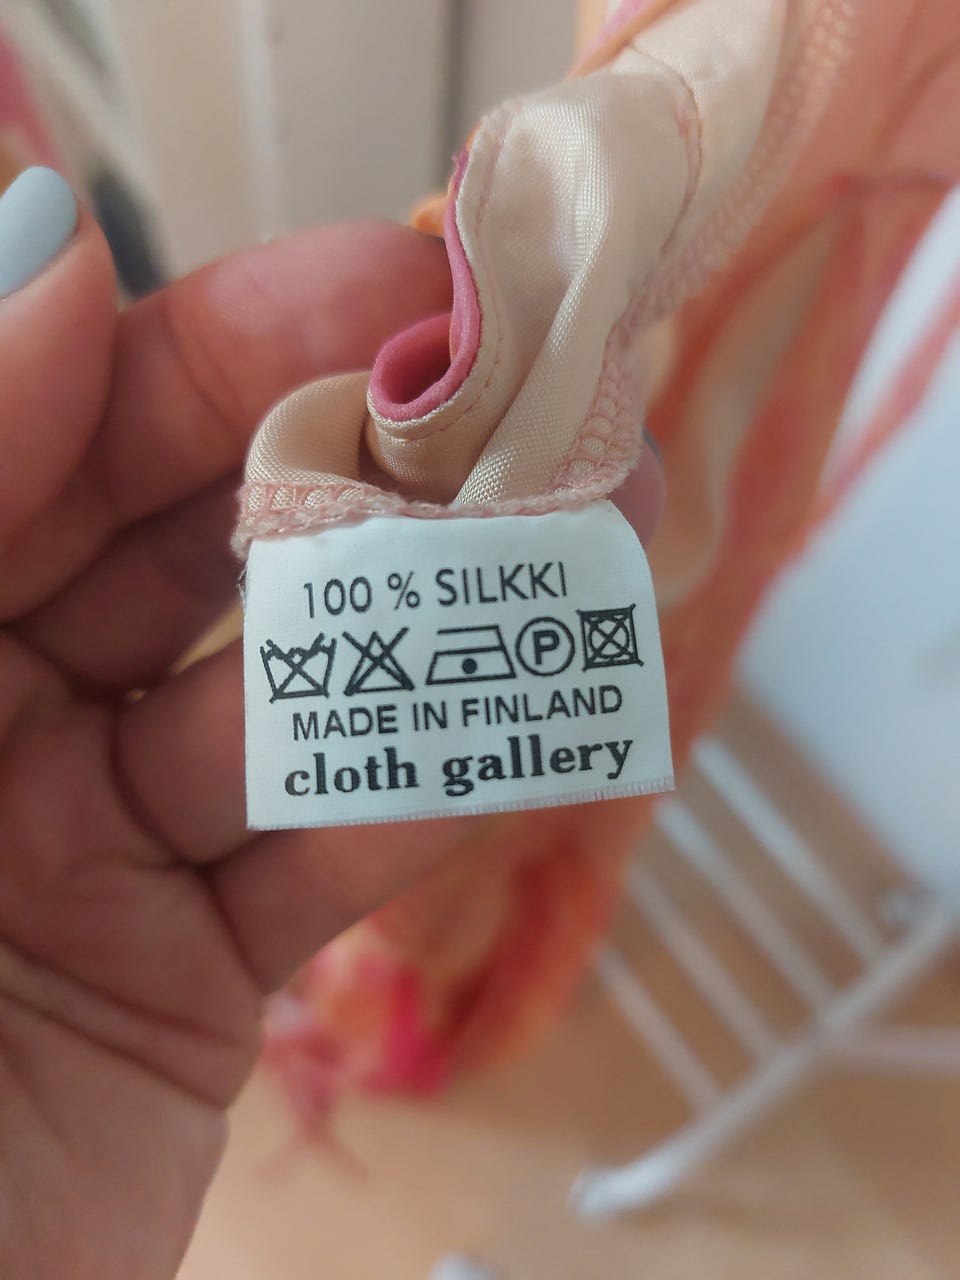 100 % SILKKI
P
MADE IN FINLAND
cloth gallery